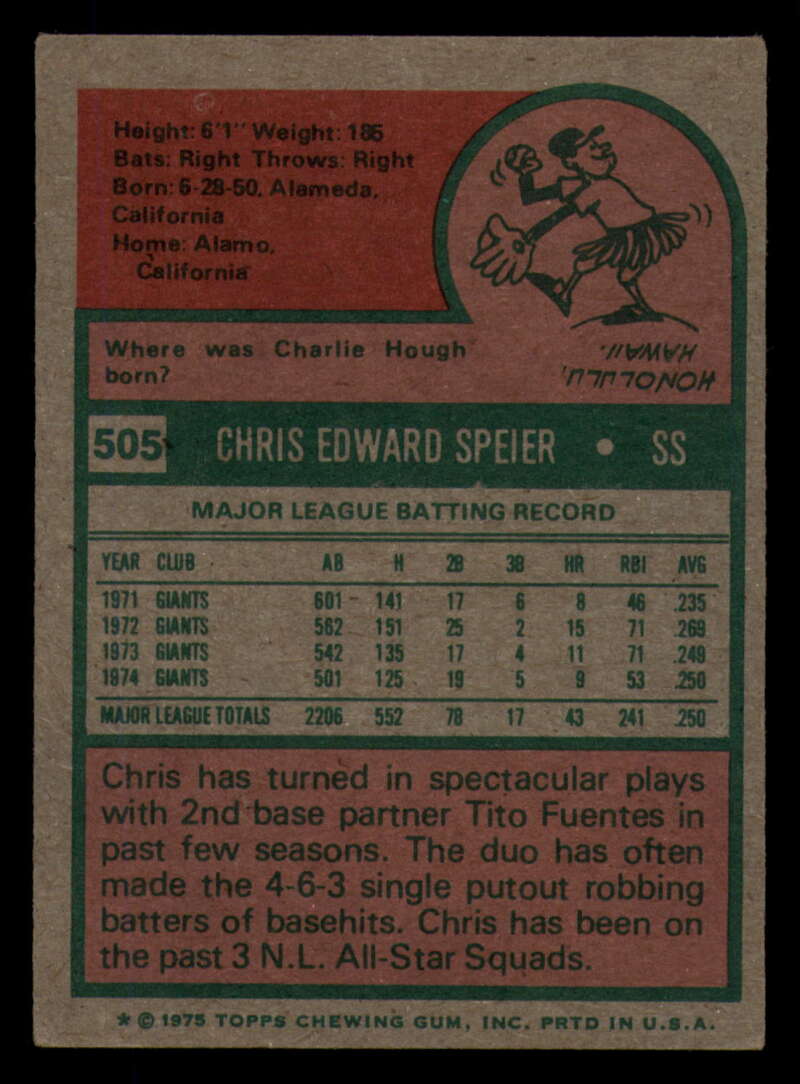 Height: 6'1" Weight: 185
Bats: Right Throws: Right
Born: 6-28-50, Alameda,
California
Home: Alamo,
California
Where was Charlie Hough
born?
HONOLULU,
HAWAII.
505 CHRIS EDWARD SPEIER • SS
MAJOR LEAGUE BATTING RECORD
YEAR CLUB AB H 2B 3B HR RBI AVG
1971 GIANTS 601 141 17 6 8 46 .235
1972 GIANTS 562 151 25 2 15 71 .269
1973 GIANTS 542 135 17 4 11 71 .249
1974 GIANTS 501 125 19 5 9 53 .250
MAJOR LEAGUE TOTALS 2206 552 78 17 43 241 .250
Chris has turned in spectacular plays
with 2nd base partner Tito Fuentes in
past few seasons. The duo has often
made the 4-6-3 single putout robbing
batters of basehits. Chris has been on
the past 3 N.L. All-Star Squads.
* © 1975 TOPPS CHEWING GUM, INC. PRTD IN U.S.A.